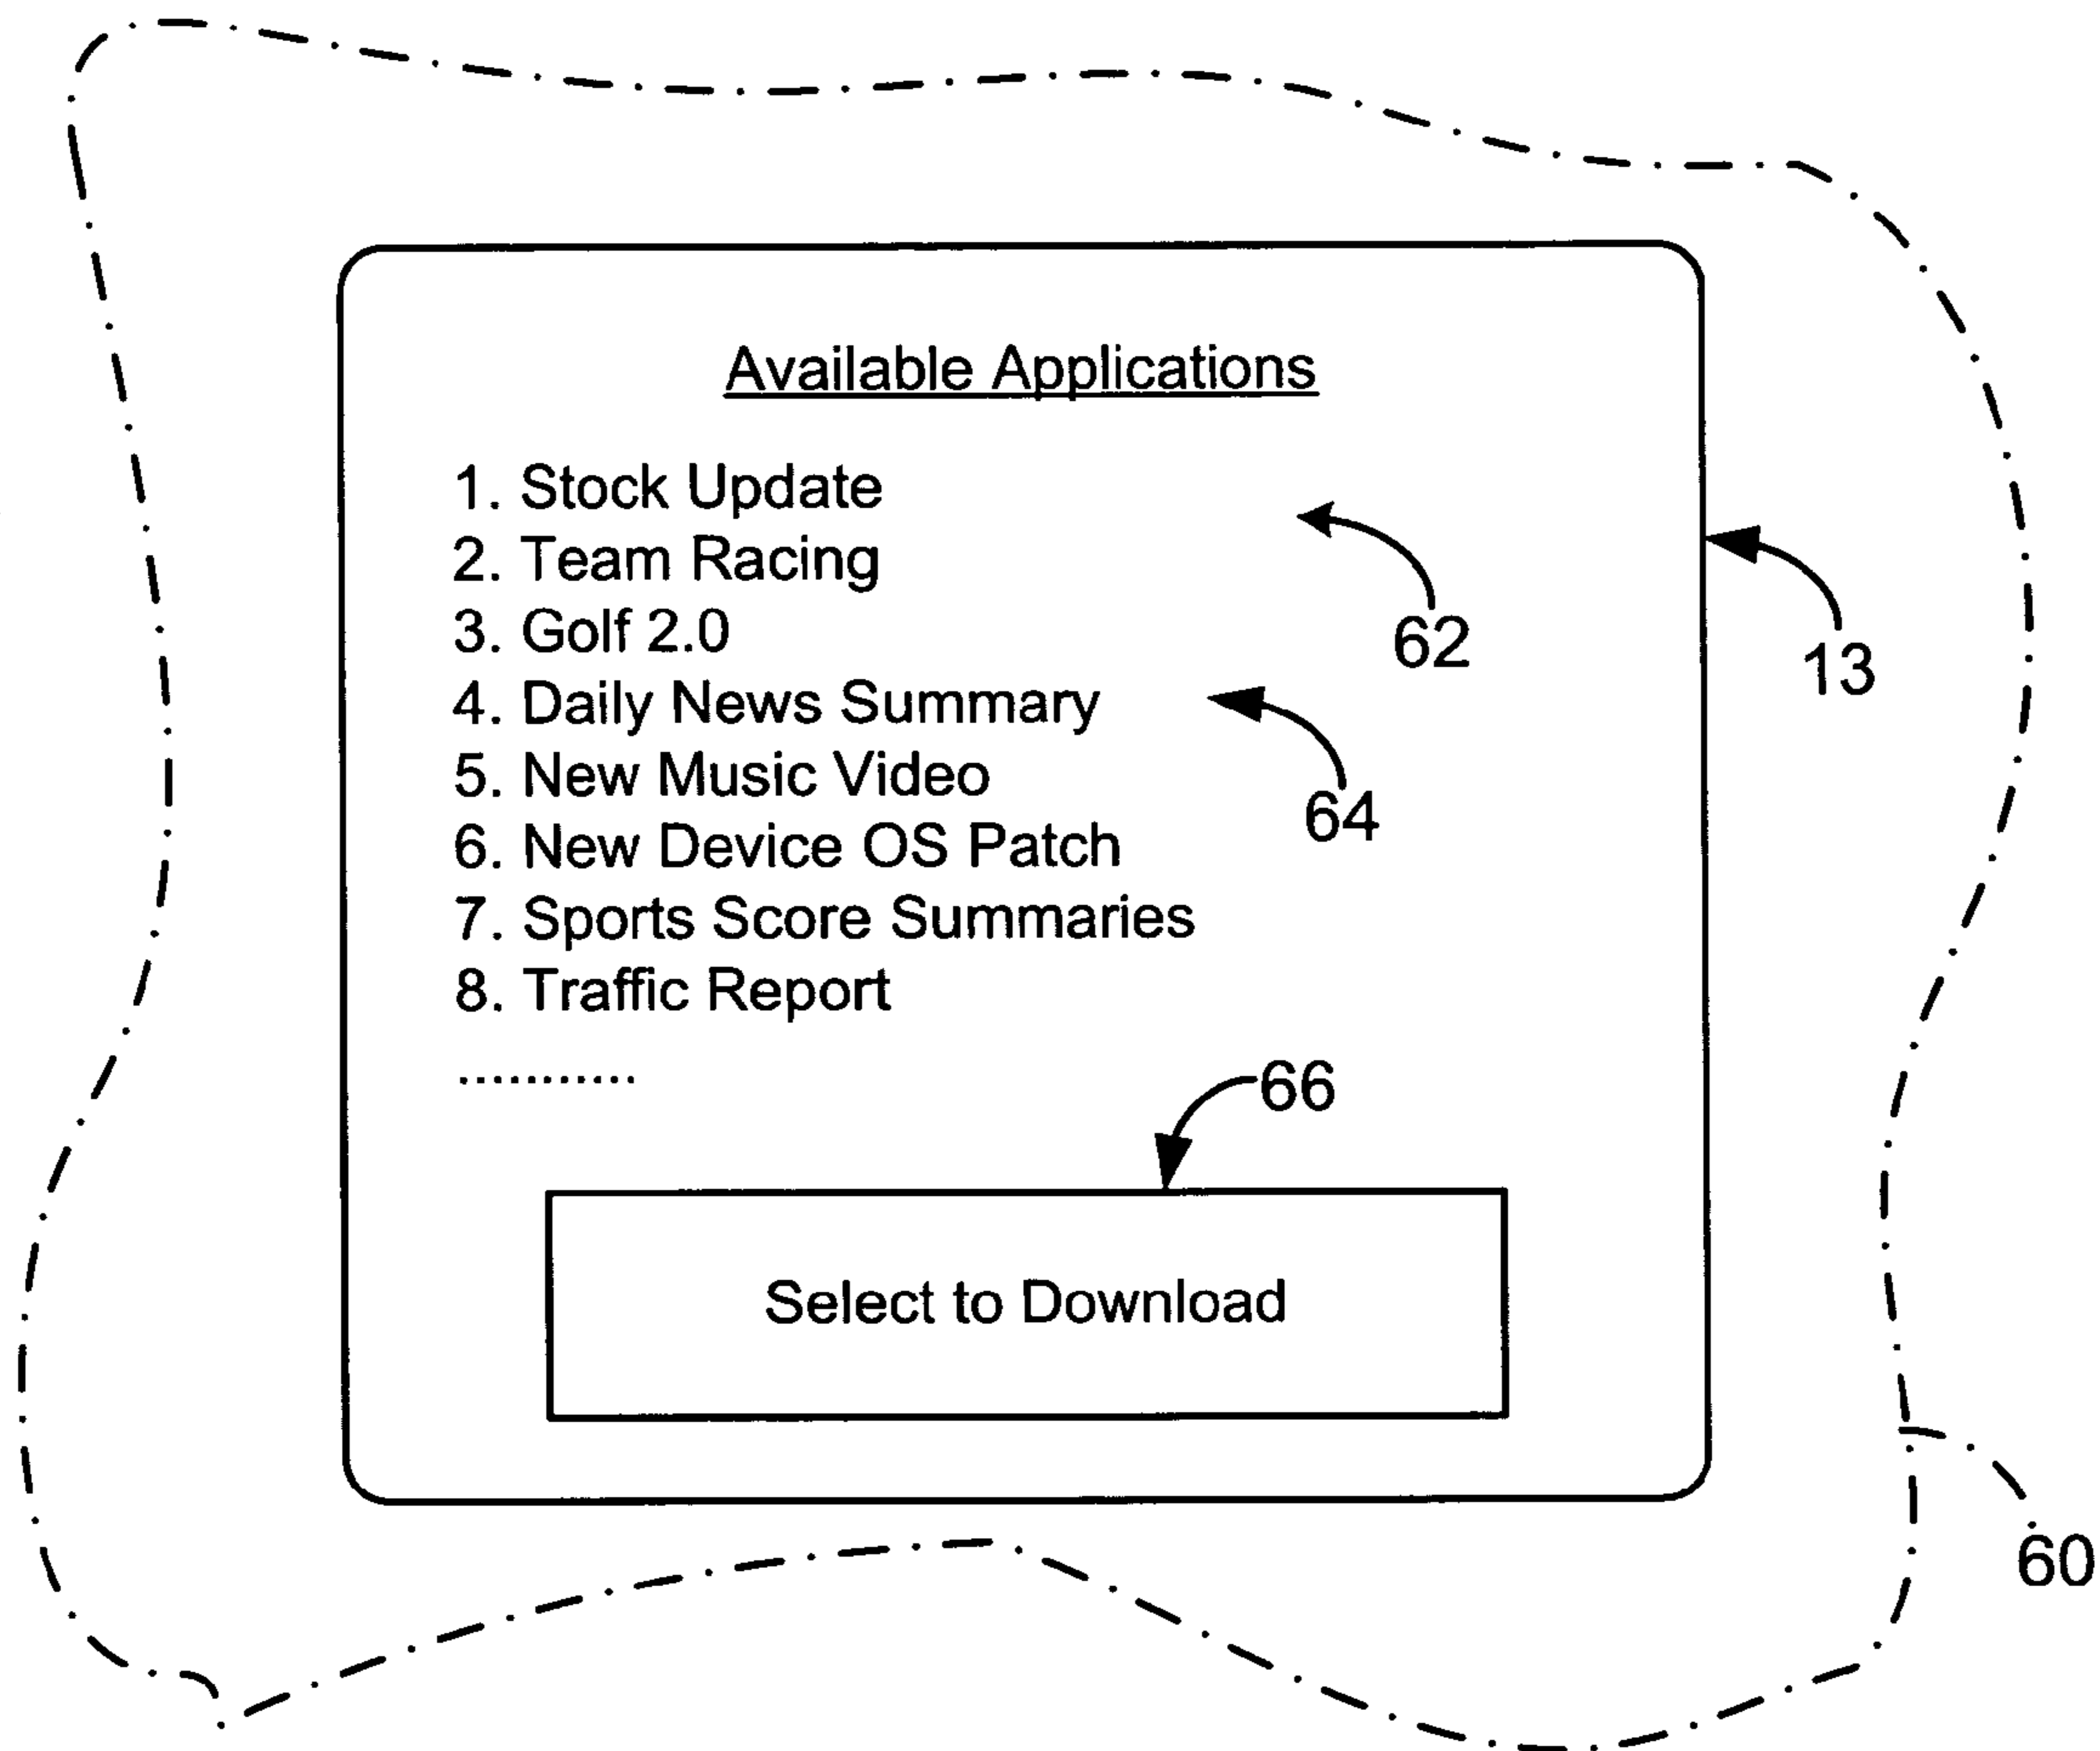 Available Applications
1. Stock Update
2. Team Racing
3. Golf 2.0
62
13
4. Daily News Summary
5. New Music Video
64
6. New Device OS Patch
7. Sports Score Summaries
8. Traffic Report
...........
66
Select to Download
60